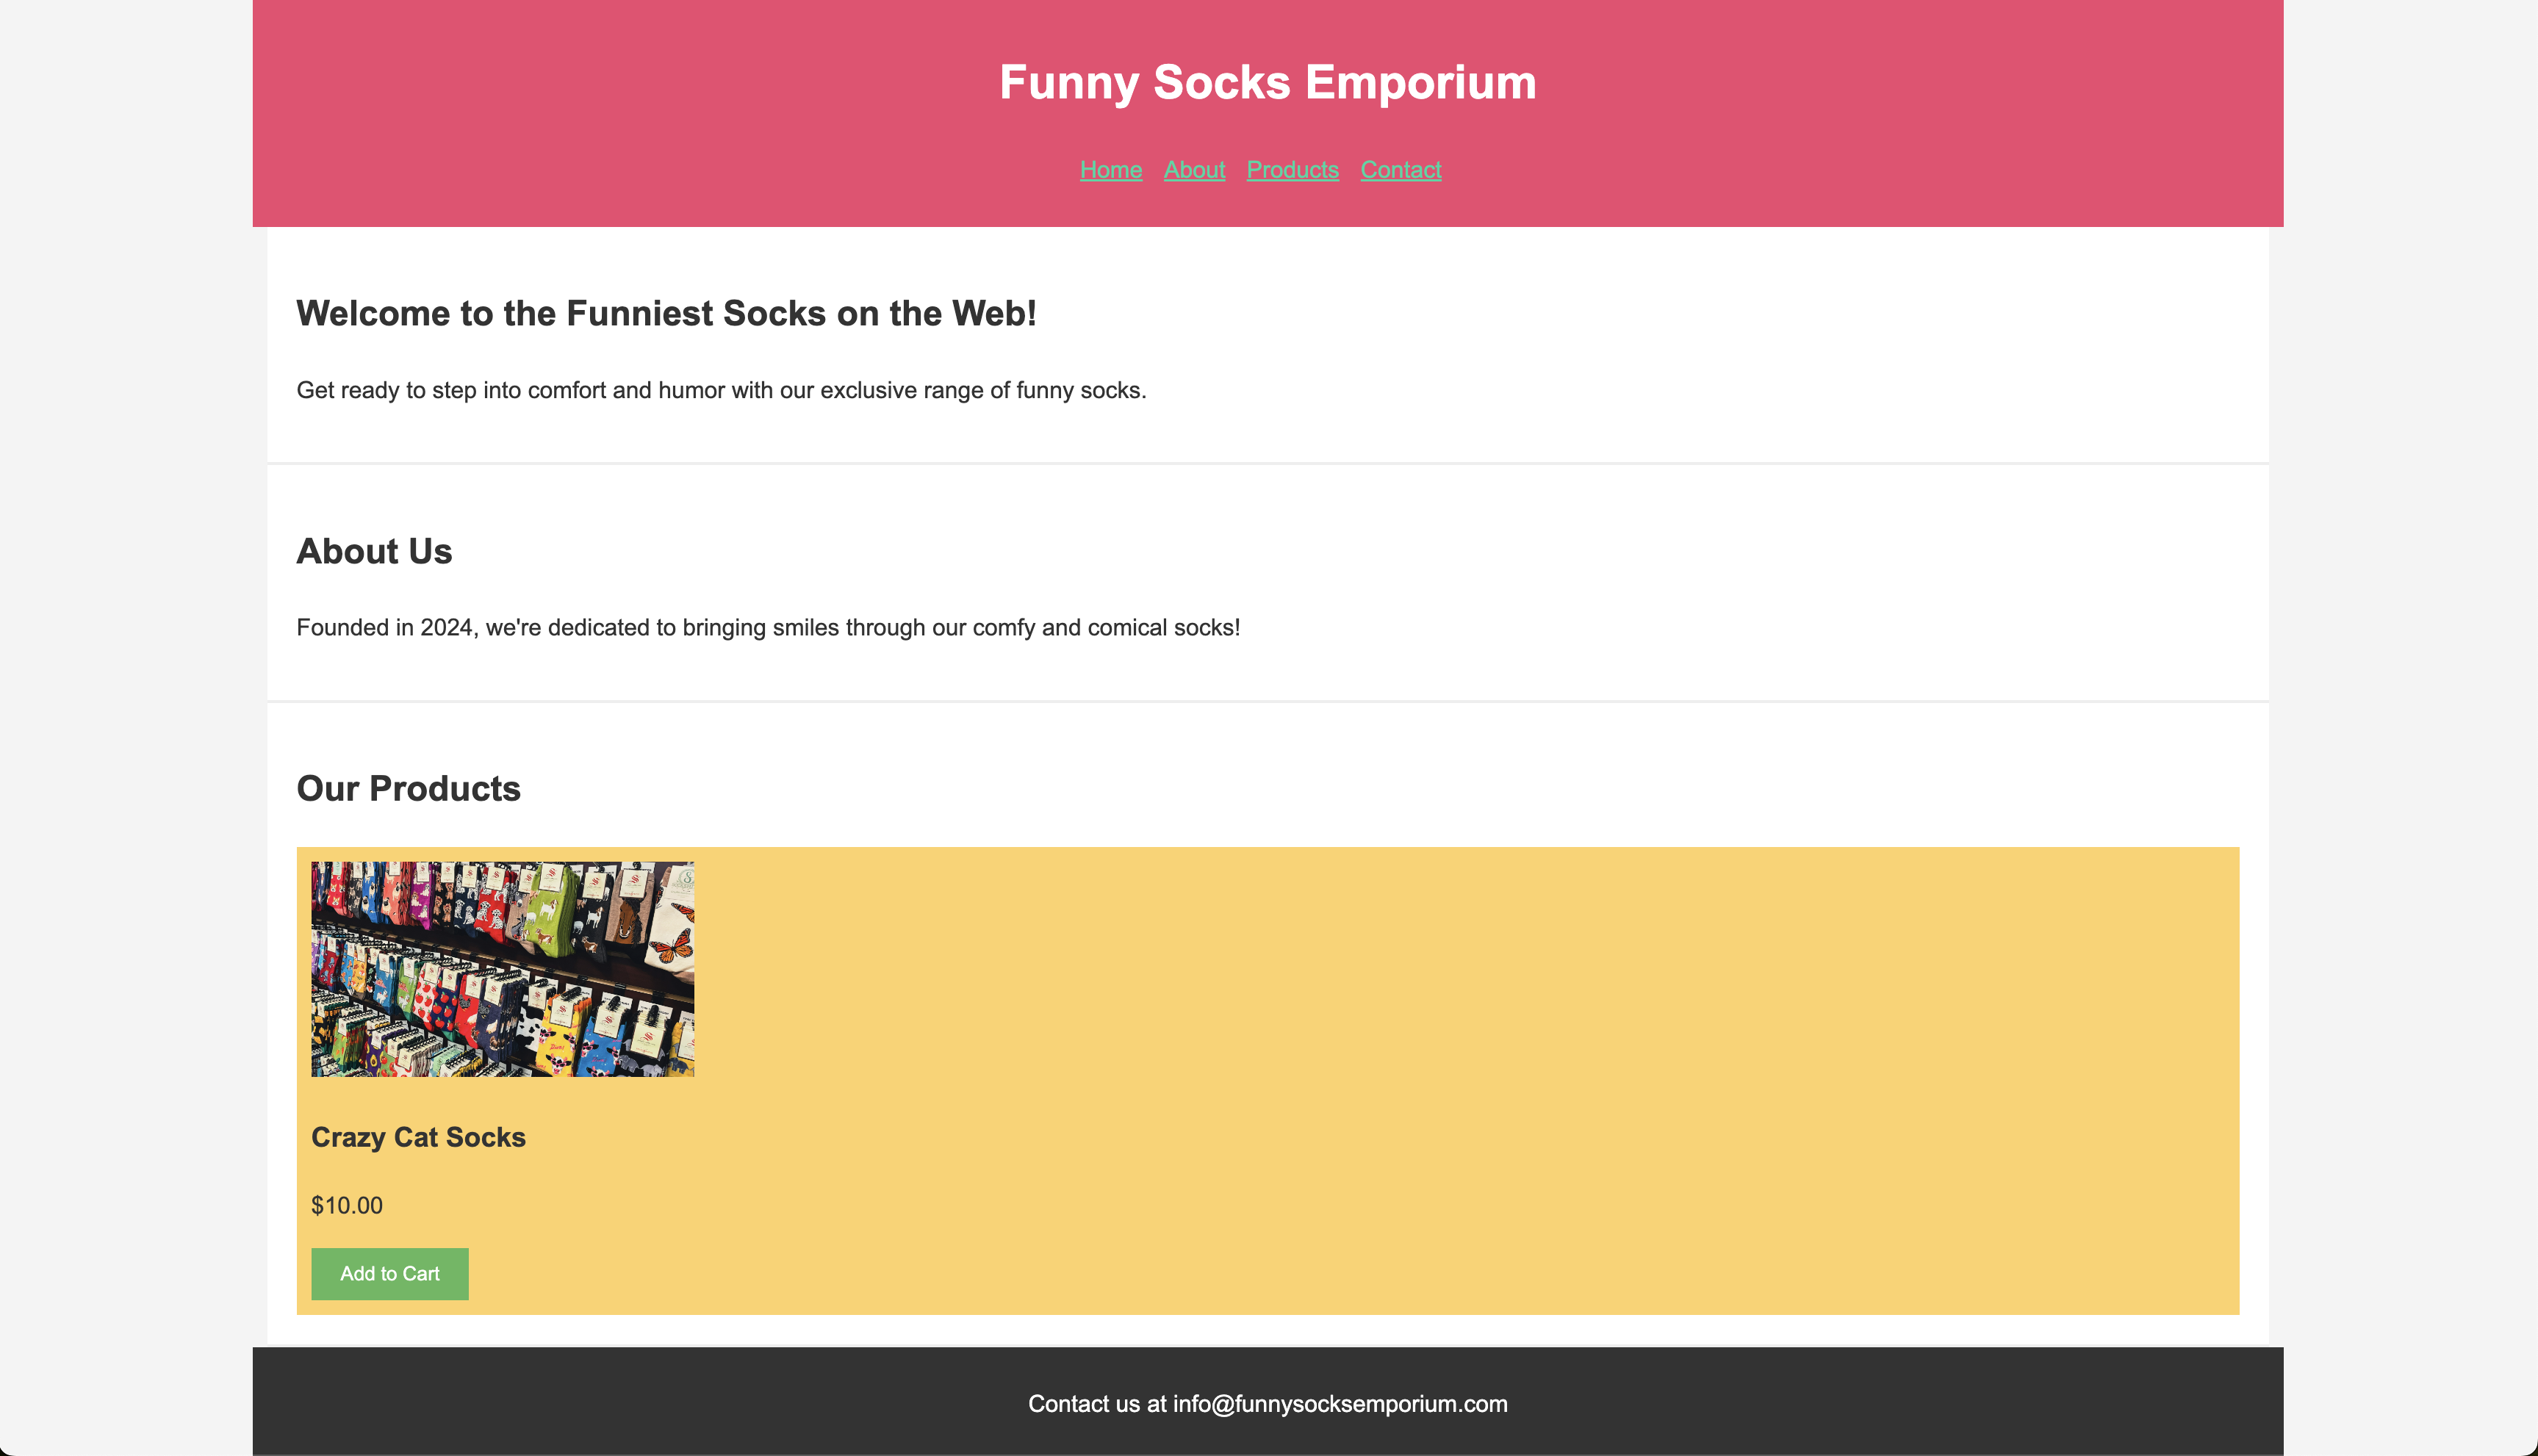 Funny Socks Emporium
Home About Products Contact
Welcome to the Funniest Socks on the Web!
Get ready to step into comfort and humor with our exclusive range of funny socks.
About Us
Founded in 2024, we're dedicated to bringing smiles through our comfy and comical socks!
Our Products
Crazy Cat Socks
$10.00
Add to Cart
Contact us at info@funnysocksemporium.com